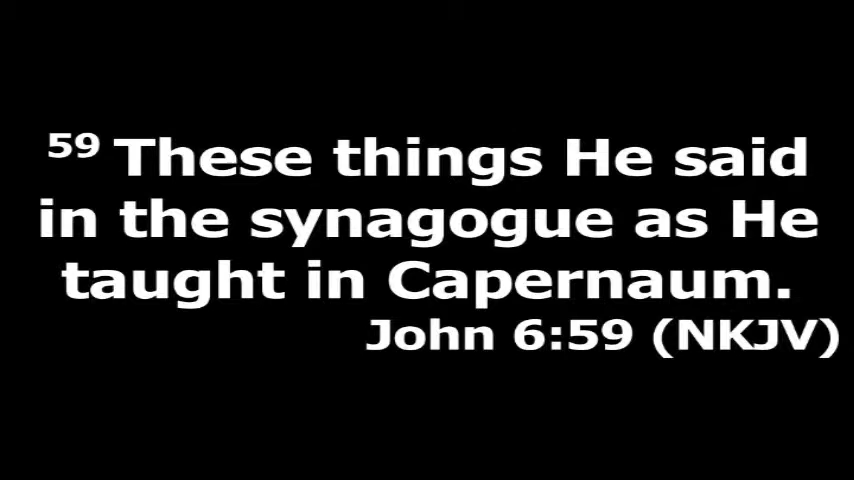 59 These things He said
in the synagogue as He
taught in Capernaum.
John 6:59 (NKJV)